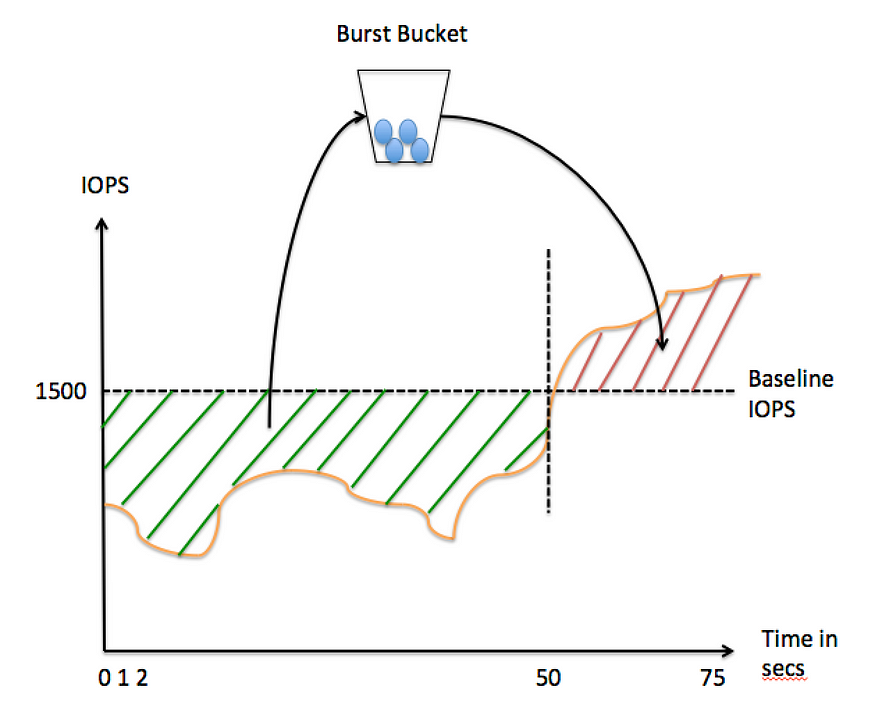 Burst Bucket
IOPS
1500
Baseline
IOPS
Time in
secs
0 1 2
50
75